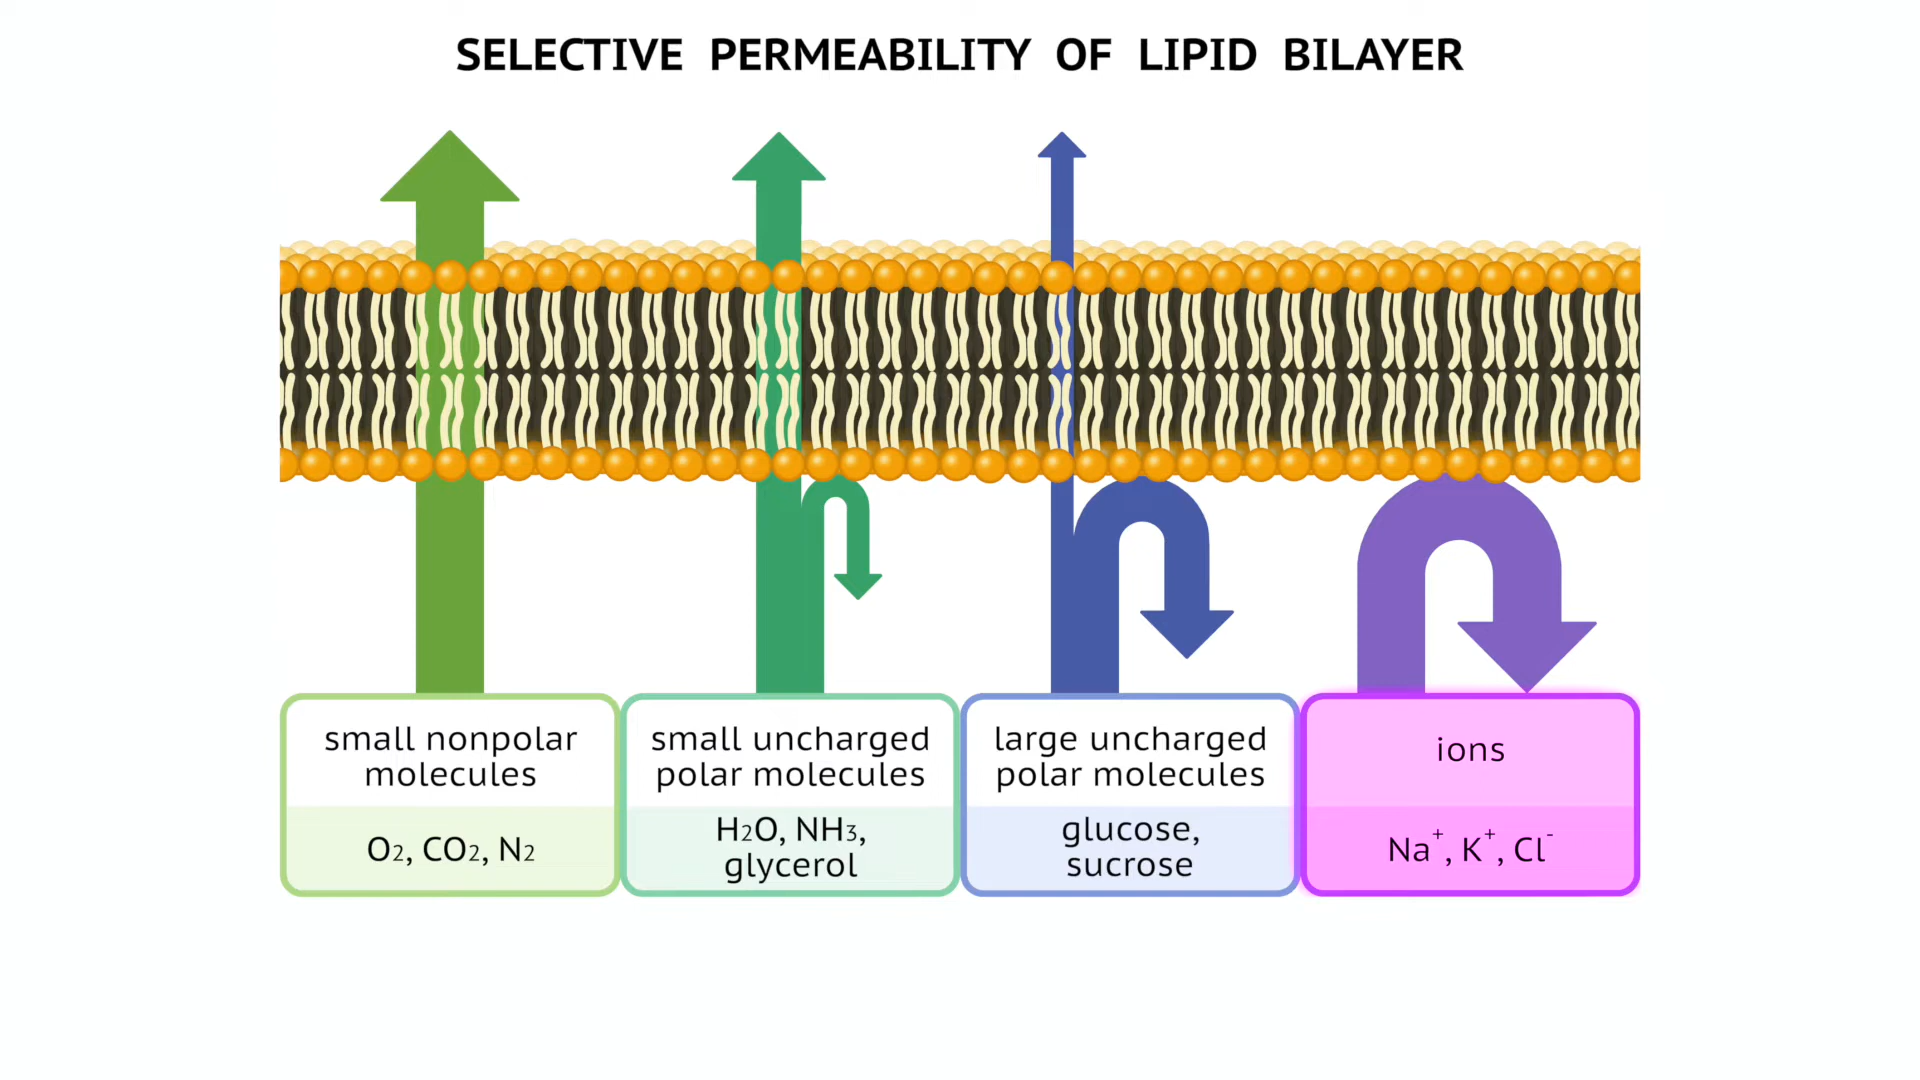 SELECTIVE PERMEABILITY OF LIPID BILAYER
small nonpolar
molecules
O₂, CO₂, N₂
small uncharged
polar molecules
H₂O, NH₃,
glycerol
large uncharged
polar molecules
glucose,
sucrose
ions
Na⁺, K⁺, Cl⁻